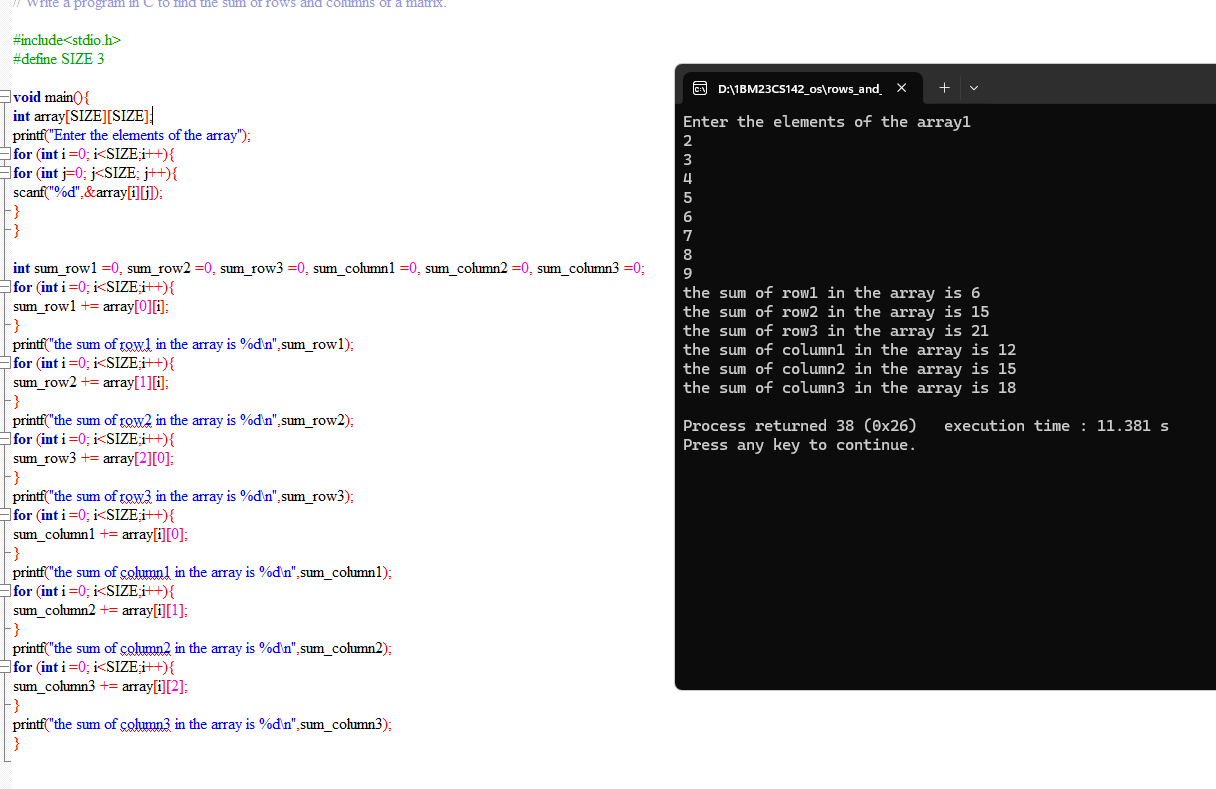 // Write a program in C to find the sum of rows and columns of a matrix.
#include<stdio.h>
#define SIZE 3
void main(){
int array[SIZE][SIZE];
printf("Enter the elements of the array");
for (int i =0; i<SIZE;i++){
for (int j=0; j<SIZE; j++){
scanf("%d",&array[i][j]);
}
}
int sum_row1 =0, sum_row2 =0, sum_row3 =0, sum_column1 =0, sum_column2 =0, sum_column3 =0;
for (int i =0; i<SIZE;i++){
sum_row1 += array[0][i];
}
printf("the sum of row1 in the array is %d\n",sum_row1);
for (int i =0; i<SIZE;i++){
sum_row2 += array[1][i];
}
printf("the sum of row2 in the array is %d\n",sum_row2);
for (int i =0; i<SIZE;i++){
sum_row3 += array[2][0];
}
printf("the sum of row3 in the array is %d\n",sum_row3);
for (int i =0; i<SIZE;i++){
sum_column1 += array[i][0];
}
printf("the sum of column1 in the array is %d\n",sum_column1);
for (int i =0; i<SIZE;i++){
sum_column2 += array[i][1];
}
printf("the sum of column2 in the array is %d\n",sum_column2);
for (int i =0; i<SIZE;i++){
sum_column3 += array[i][2];
}
printf("the sum of column3 in the array is %d\n",sum_column3);
}
D:\1BM23CS142_os\rows_and_
Enter the elements of the array1
2
3
4
5
6
7
8
9
the sum of row1 in the array is 6
the sum of row2 in the array is 15
the sum of row3 in the array is 21
the sum of column1 in the array is 12
the sum of column2 in the array is 15
the sum of column3 in the array is 18
Process returned 38 (0x26)   execution time : 11.381 s
Press any key to continue.